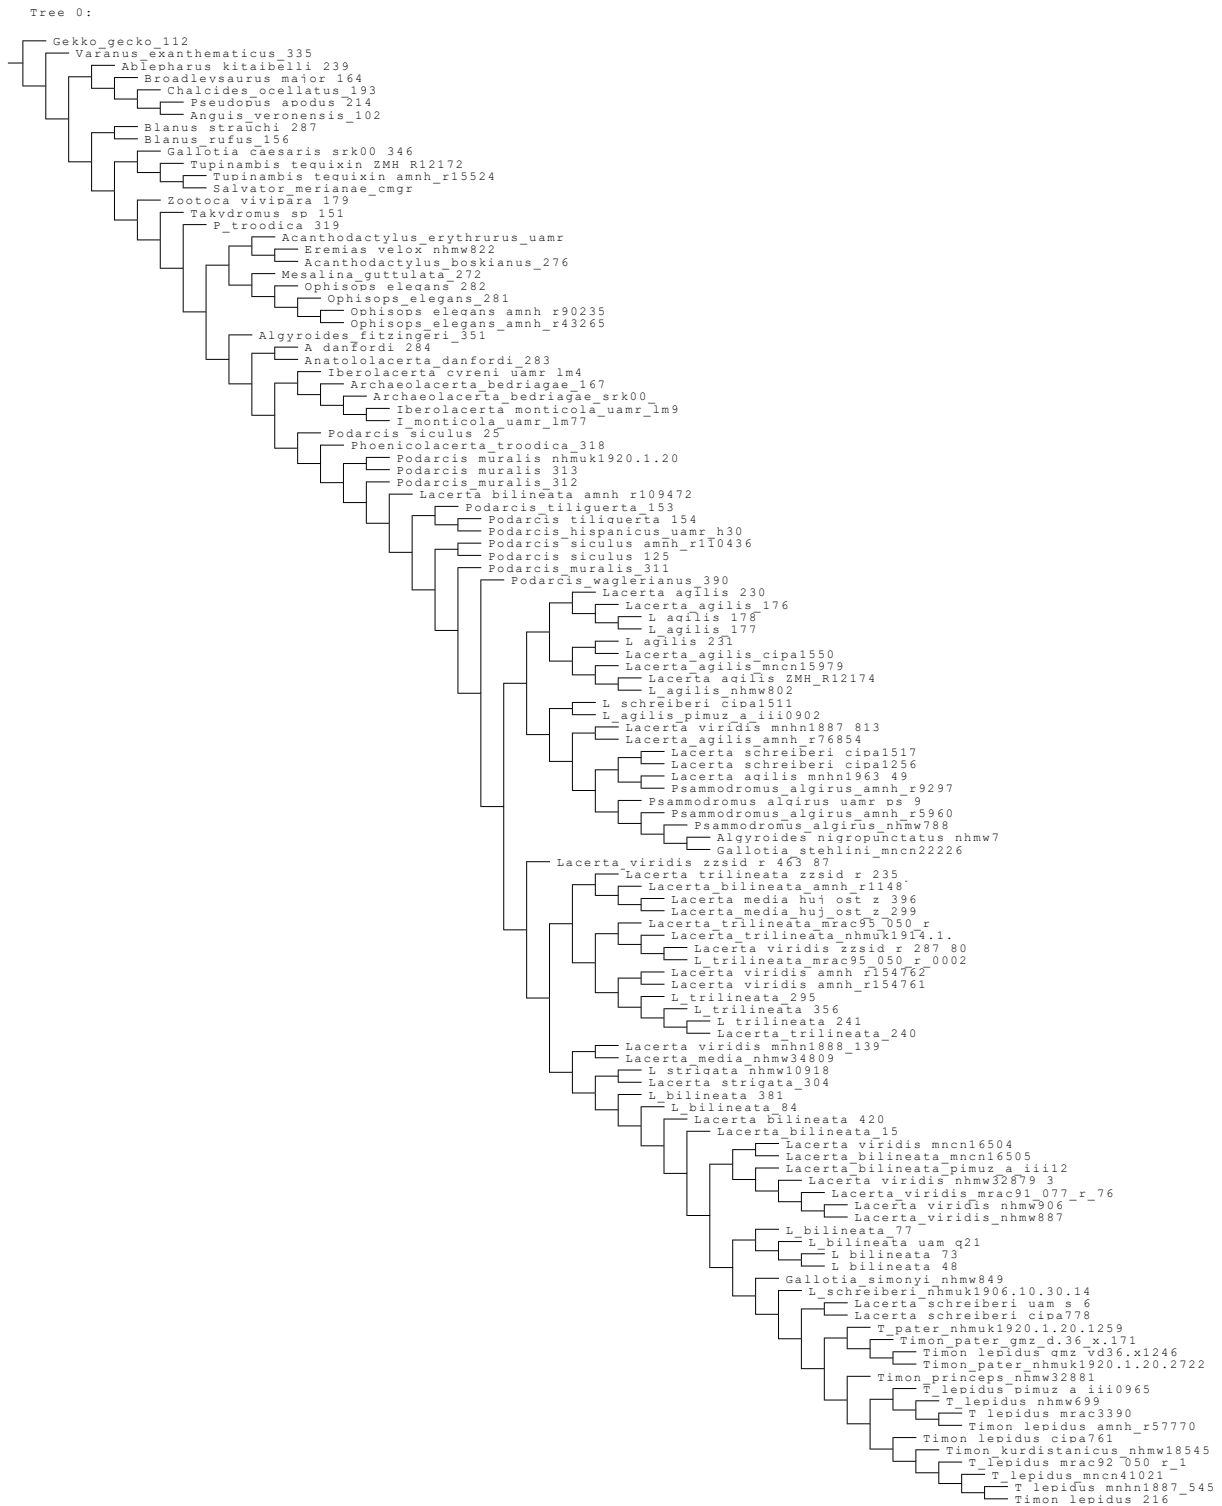 Tree 0:
Gekko_gecko_112
Varanus_exanthematicus_335
Ablepharus_kitaibelli_239
Broadleysaurus_major_164
Chalcides_ocellatus_193
Pseudopus_apodus_214
Anguis_veronensis_102
Blanus_strauchi_287
Blanus_rufus_156
Gallotia_caesaris_srk00_346
Tupinambis_teguixin_ZMH_R12172
Tupinambis_teguixin_amnh_r15524
Salvator_merianae_cmgr
Zootoca_vivipara_179
Takydromus_sp_151
P_troodica_319
Acanthodactylus_erythrurus_uamr
Eremias_velox_nhmw822
Acanthodactylus_boskianus_276
Mesalina_guttulata_272
Ophisops_elegans_282
Ophisops_elegans_281
Ophisops_elegans_amnh_r90235
Ophisops_elegans_amnh_r43265
Algyroides_fitzingeri_351
A_danfordi_284
Anatololacerta_danfordi_283
Iberolacerta_cyreni_uamr_lm4
Archaeolacerta_bedriagae_167
Archaeolacerta_bedriagae_srk00_
Iberolacerta_monticola_uamr_lm9
I_monticola_uamr_lm77
Podarcis_siculus_25
Phoenicolacerta_troodica_318
Podarcis_muralis_nhmuk1920.1.20
Podarcis_muralis_313
Podarcis_muralis_312
Lacerta_bilineata_amnh_r109472
Podarcis_tiliguerta_153
Podarcis_tiliguerta_154
Podarcis_hispanicus_uamr_h30
Podarcis_siculus_amnh_r110436
Podarcis_siculus_125
Podarcis_muralis_311
Podarcis_waglerianus_390
Lacerta_agilis_230
Lacerta_agilis_176
L_agilis_178
L_agilis_177
L_agilis_231
Lacerta_agilis_cipa1550
Lacerta_agilis_mncn15979
Lacerta_agilis_ZMH_R12174
L_agilis_nhmw802
L_schreiberi_cipa1511
L_agilis_pimuz_a_iii0902
Lacerta_viridis_mnhn1887_813
Lacerta_agilis_amnh_r76854
Lacerta_schreiberi_cipa1517
Lacerta_schreiberi_cipa1256
Lacerta_agilis_mnhn1963_49
Psammodromus_algirus_amnh_r9297
Psammodromus_algirus_uamr_ps_9
Psammodromus_algirus_amnh_r5960
Psammodromus_algirus_nhmw788
Algyroides_nigropunctatus_nhmw7
Gallotia_stehlini_mncn22226
Lacerta_viridis_zzsid_r_463_87
Lacerta_trilineata_zzsid_r_235_
Lacerta_bilineata_amnh_r1148
Lacerta_media_huj_ost_z_396
Lacerta_media_huj_ost_z_299
Lacerta_trilineata_mrac95_050_r
Lacerta_trilineata_nhmuk1914.1.
Lacerta_viridis_zzsid_r_287_80
L_trilineata_mrac95_050_r_0002
Lacerta_viridis_amnh_r154762
Lacerta_viridis_amnh_r154761
L_trilineata_295
L_trilineata_356
L_trilineata_241
Lacerta_trilineata_240
Lacerta_viridis_mnhn1888_139
Lacerta_media_nhmw34809
L_strigata_nhmw10918
Lacerta_strigata_304
L_bilineata_381
L_bilineata_84
Lacerta_bilineata_420
Lacerta_bilineata_15
Lacerta_viridis_mncn16504
Lacerta_bilineata_mncn16505
Lacerta_bilineata_pimuz_a_iii12
Lacerta_viridis_nhmw32879_3
Lacerta_viridis_mrac91_077_r_76
Lacerta_viridis_nhmw906
Lacerta_viridis_nhmw887
L_bilineata_77
L_bilineata_uam_q21
L_bilineata_73
L_bilineata_48
Gallotia_simonyi_nhmw849
L_schreiberi_nhmuk1906.10.30.14
Lacerta_schreiberi_uam_s_6
Lacerta_schreiberi_cipa778
T_pater_nhmuk1920.1.20.1259
Timon_pater_gmz_d.36_x.171
Timon_lepidus_gmz_vd36.x1246
Timon_pater_nhmuk1920.1.20.2722
Timon_princeps_nhmw32881
T_lepidus_pimuz_a_iii0965
T_lepidus_nhmw699
T_lepidus_mrac3390
Timon_lepidus_amnh_r57770
Timon_lepidus_cipa761
Timon_kurdistanicus_nhmw18545
T_lepidus_mrac92_050_r_1
T_lepidus_mncn41021
T_lepidus_mnhn1887_545
Timon_lepidus_216